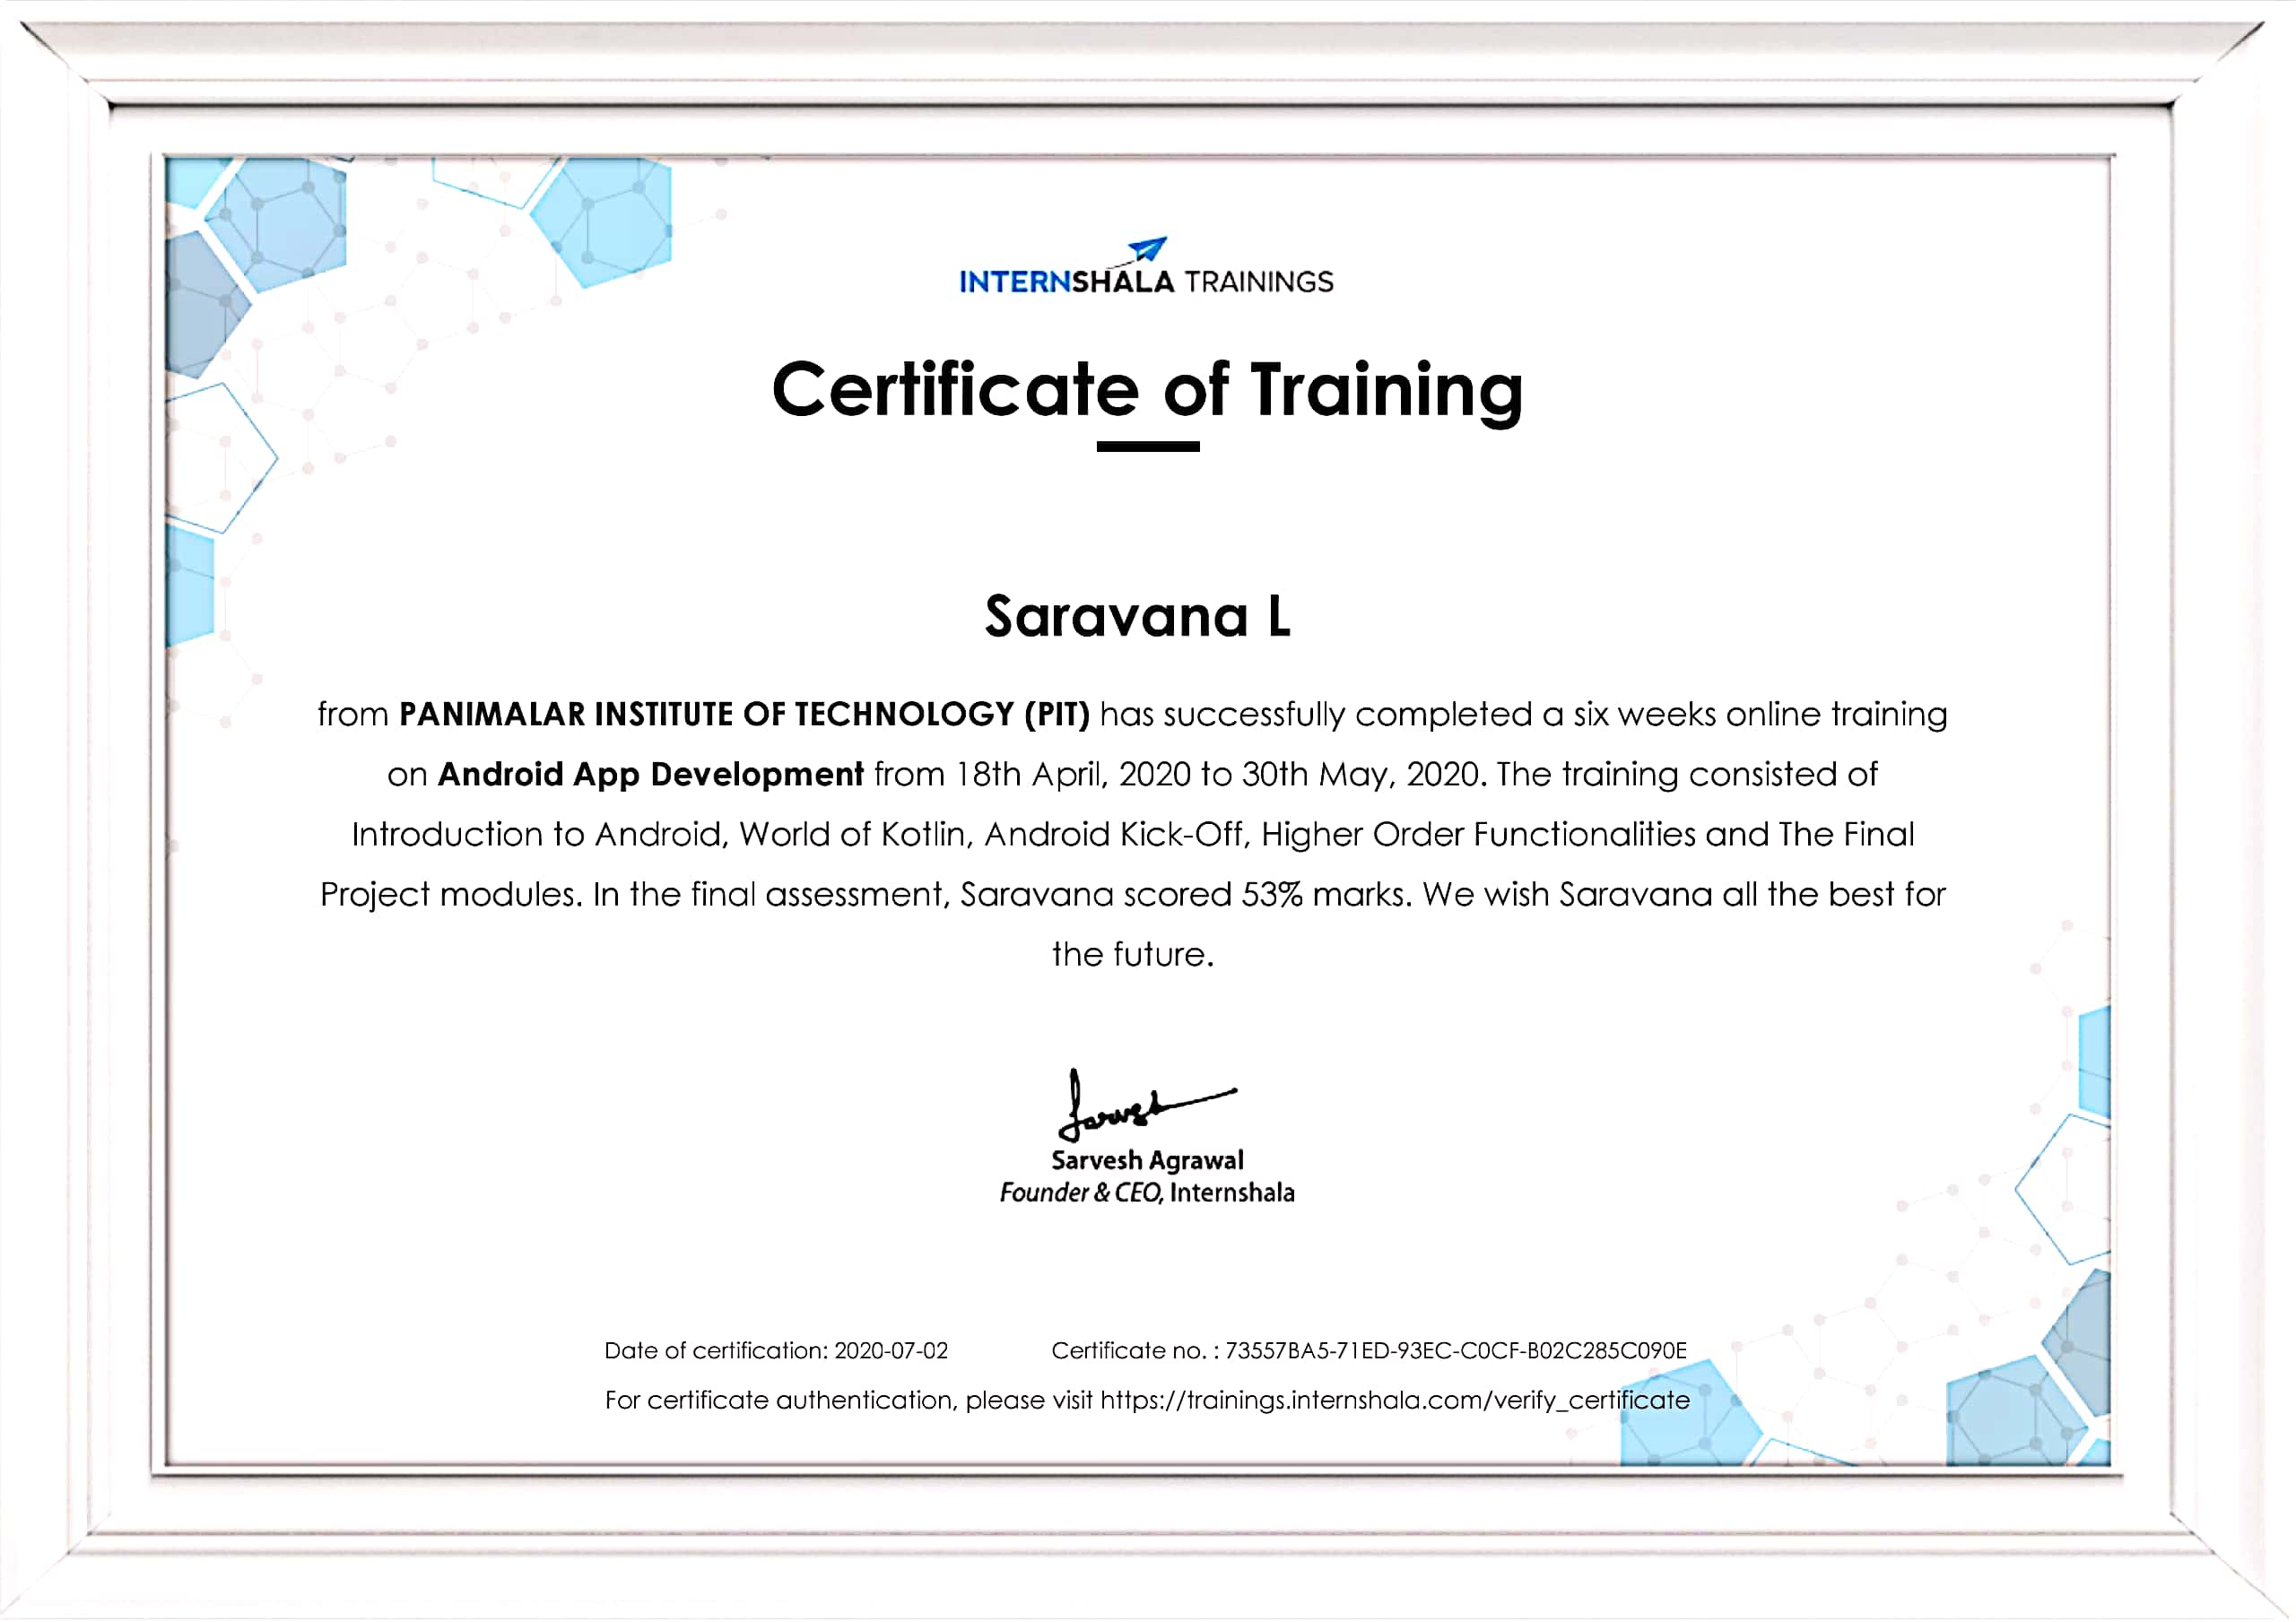 INTERNSHALA TRAININGS
Certificate of Training
Saravana L
from PANIMALAR INSTITUTE OF TECHNOLOGY (PIT) has successfully completed a six weeks online training
on Android App Development from 18th April, 2020 to 30th May, 2020. The training consisted of
Introduction to Android, World of Kotlin, Android Kick-Off, Higher Order Functionalities and The Final
Project modules. In the final assessment, Saravana scored 53% marks. We wish Saravana all the best for
the future.
Sarvesh
Sarvesh Agrawal
Founder & CEO, Internshala
Date of certification: 2020-07-02 Certificate no. : 73557BA5-71ED-93EC-C0CF-B02C285C090E
For certificate authentication, please visit https://trainings.internshala.com/verify_certificate